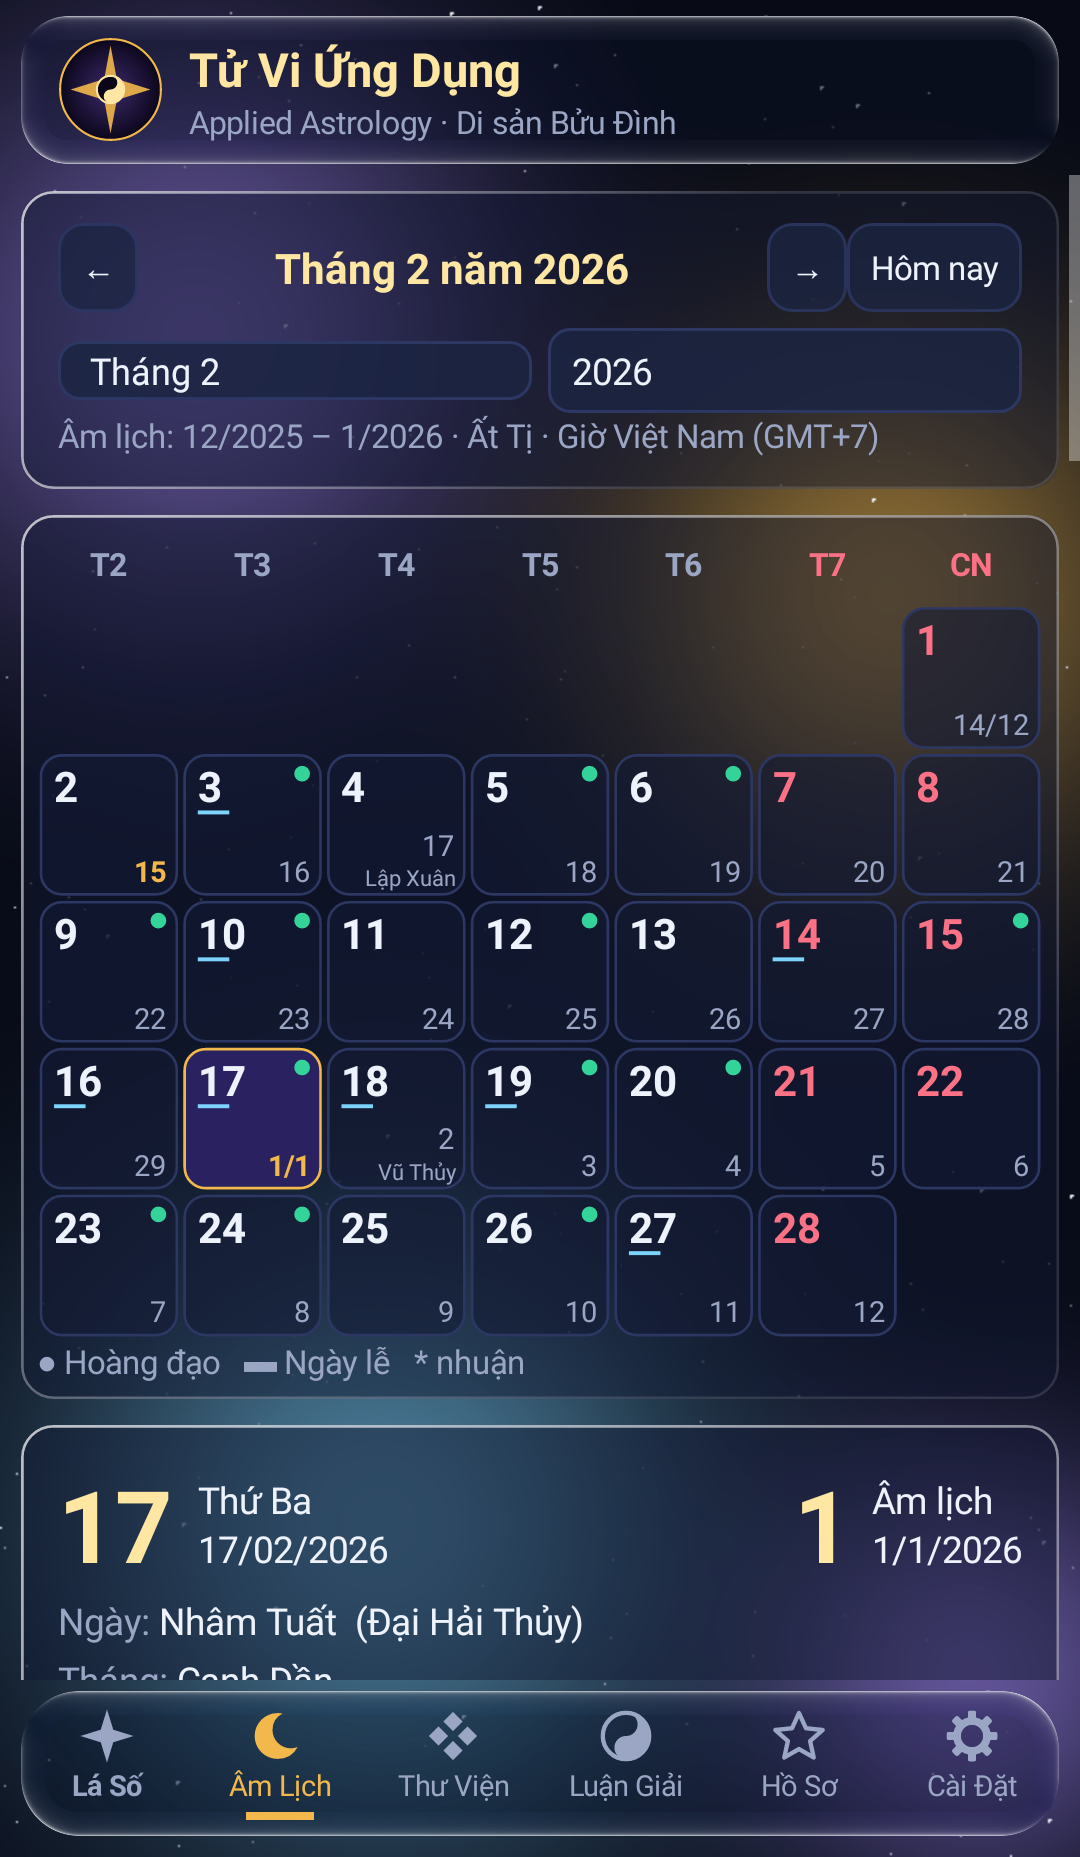 Tử Vi Ứng Dụng
Applied Astrology · Di sản Bửu Đình
← Tháng 2 năm 2026 → Hôm nay
Tháng 2 2026
Âm lịch: 12/2025 – 1/2026 · Ất Tị · Giờ Việt Nam (GMT+7)
T2 T3 T4 T5 T6 T7 CN
1
14/12
2 3 4 5 6 7 8
15 16 17 18 19 20 21
Lập Xuân
9 10 11 12 13 14 15
22 23 24 25 26 27 28
16 17 18 19 20 21 22
29 1/1 2 3 4 5 6
Vũ Thủy
23 24 25 26 27 28
7 8 9 10 11 12
Hoàng đạo Ngày lễ * nhuận
17 Thứ Ba 1 Âm lịch
17/02/2026 1/1/2026
Ngày: Nhâm Tuất (Đại Hải Thủy)
Tháng: Canh Dần
Lá Số Âm Lịch Thư Viện Luận Giải Hồ Sơ Cài Đặt